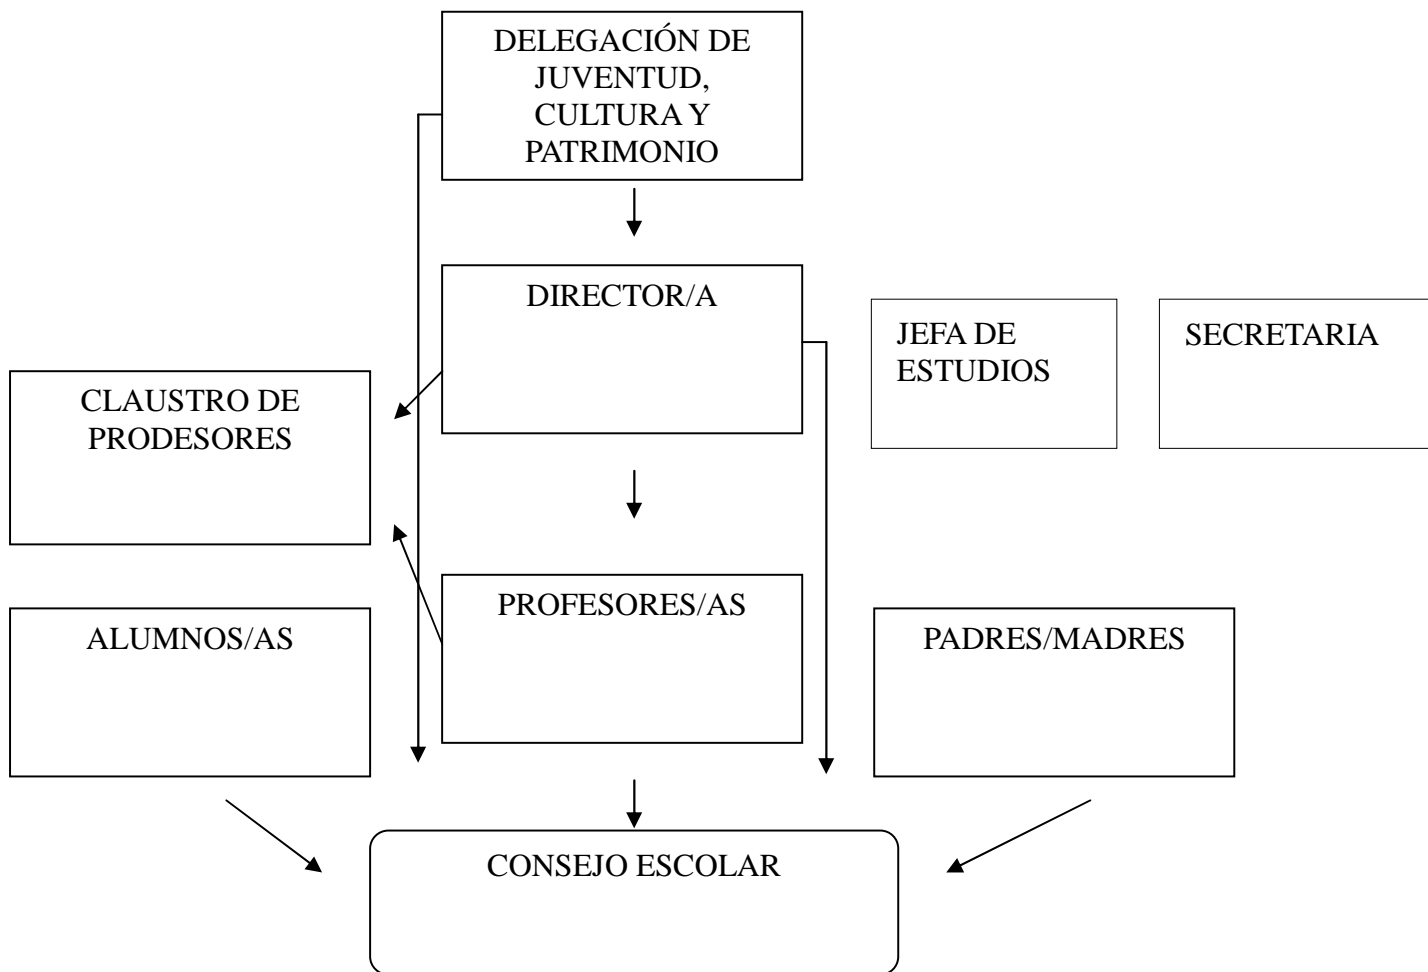 DELEGACIÓN DE
JUVENTUD,
CULTURA Y
PATRIMONIO
DIRECTOR/A
JEFA DE
ESTUDIOS
SECRETARIA
CLAUSTRO DE
PRODESORES
PROFESORES/AS
ALUMNOS/AS
PADRES/MADRES
CONSEJO ESCOLAR